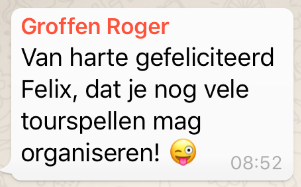 Groffen Roger
Van harte gefeliciteerd
Felix, dat je nog vele
tourspellen mag
organiseren! 😜
08:52